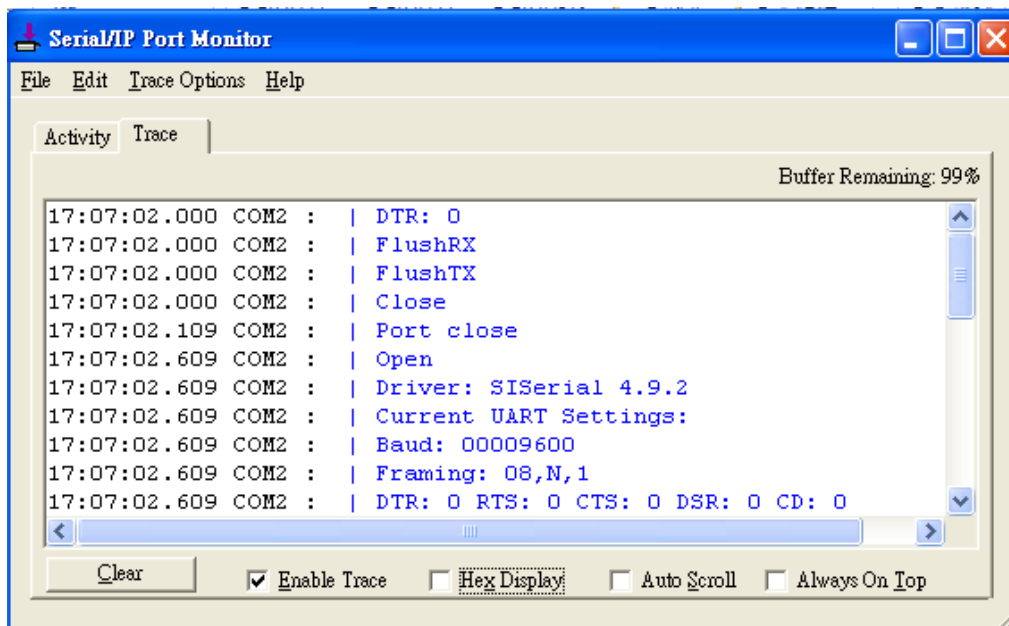 Serial/IP Port Monitor
File Edit Trace Options Help
Activity Trace
Buffer Remaining: 99%
17:07:02.000 COM2 : | DTR: 0
17:07:02.000 COM2 : | FlushRX
17:07:02.000 COM2 : | FlushTX
17:07:02.000 COM2 : | Close
17:07:02.109 COM2 : | Port close
17:07:02.609 COM2 : | Open
17:07:02.609 COM2 : | Driver: SISerial 4.9.2
17:07:02.609 COM2 : | Current UART Settings:
17:07:02.609 COM2 : | Baud: 00009600
17:07:02.609 COM2 : | Framing: 08,N,1
17:07:02.609 COM2 : | DTR: 0 RTS: 0 CTS: 0 DSR: 0 CD: 0
Clear Enable Trace Hex Display Auto Scroll Always On Top